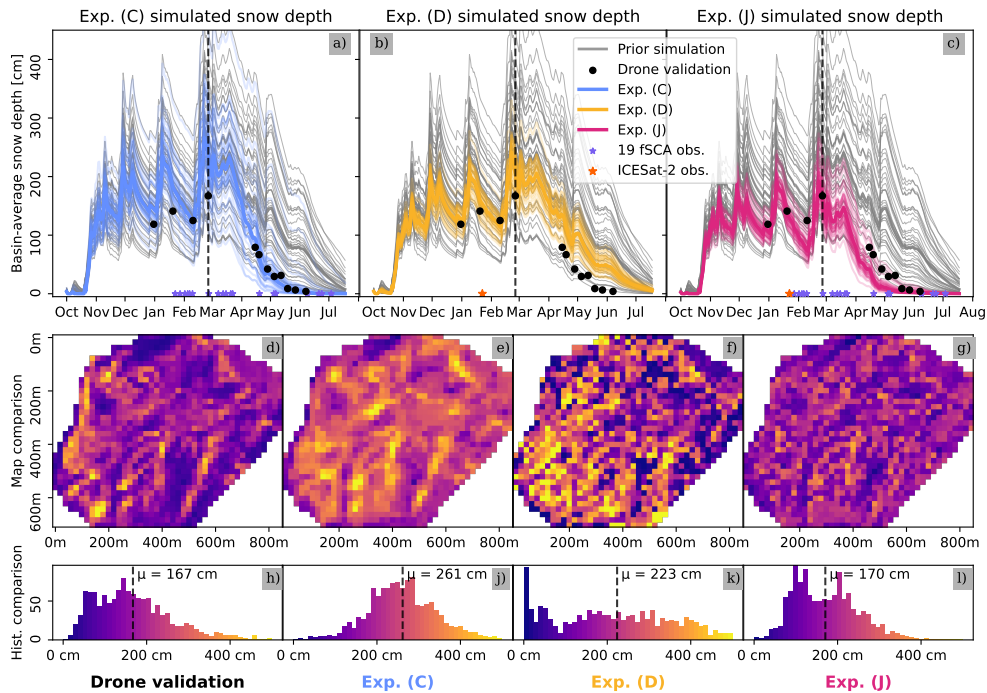 Exp. (C) simulated snow depth
Exp. (D) simulated snow depth
Exp. (J) simulated snow depth
Basin-average snow depth [cm]
400
300
200
100
0
a)
b)
c)
Prior simulation
Drone validation
Exp. (C)
Exp. (D)
Exp. (J)
19 fSCA obs.
ICESat-2 obs.
Oct Nov Dec Jan Feb Mar Apr May Jun Jul
Oct Nov Dec Jan Feb Mar Apr May Jun Jul
Oct Nov Dec Jan Feb Mar Apr May Jun Jul Aug
Map comparison
0m
200m
400m
600m
d)
e)
f)
g)
0m 200m 400m 600m 800m
200m 400m 600m 800m
200m 400m 600m 800m
200m 400m 600m 800m
Hist. comparison
50
0
h)
j)
k)
l)
μ = 167 cm
μ = 261 cm
μ = 223 cm
μ = 170 cm
0 cm 200 cm 400 cm
0 cm 200 cm 400 cm
0 cm 200 cm 400 cm
0 cm 200 cm 400 cm
Drone validation
Exp. (C)
Exp. (D)
Exp. (J)